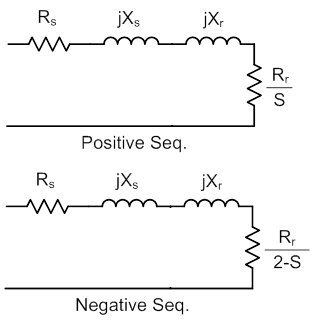 Rs jXs jXr
Rr
S
Positive Seq.
Rs jXs jXr
Rr
2-S
Negative Seq.